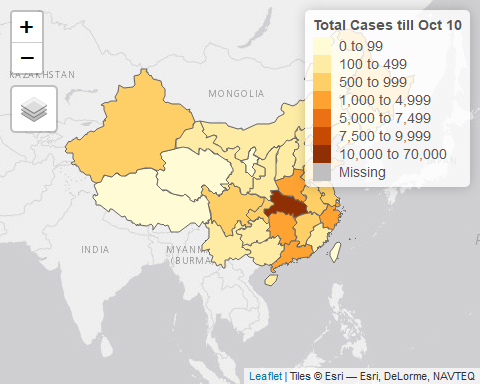 +
−
Total Cases till Oct 10
0 to 99
100 to 499
500 to 999
1,000 to 4,999
5,000 to 7,499
7,500 to 9,999
10,000 to 70,000
Missing
KAZAKHSTAN
MONGOLIA
INDIA
MYANM
(BURMA
Leaflet | Tiles © Esri — Esri, DeLorme, NAVTEQ